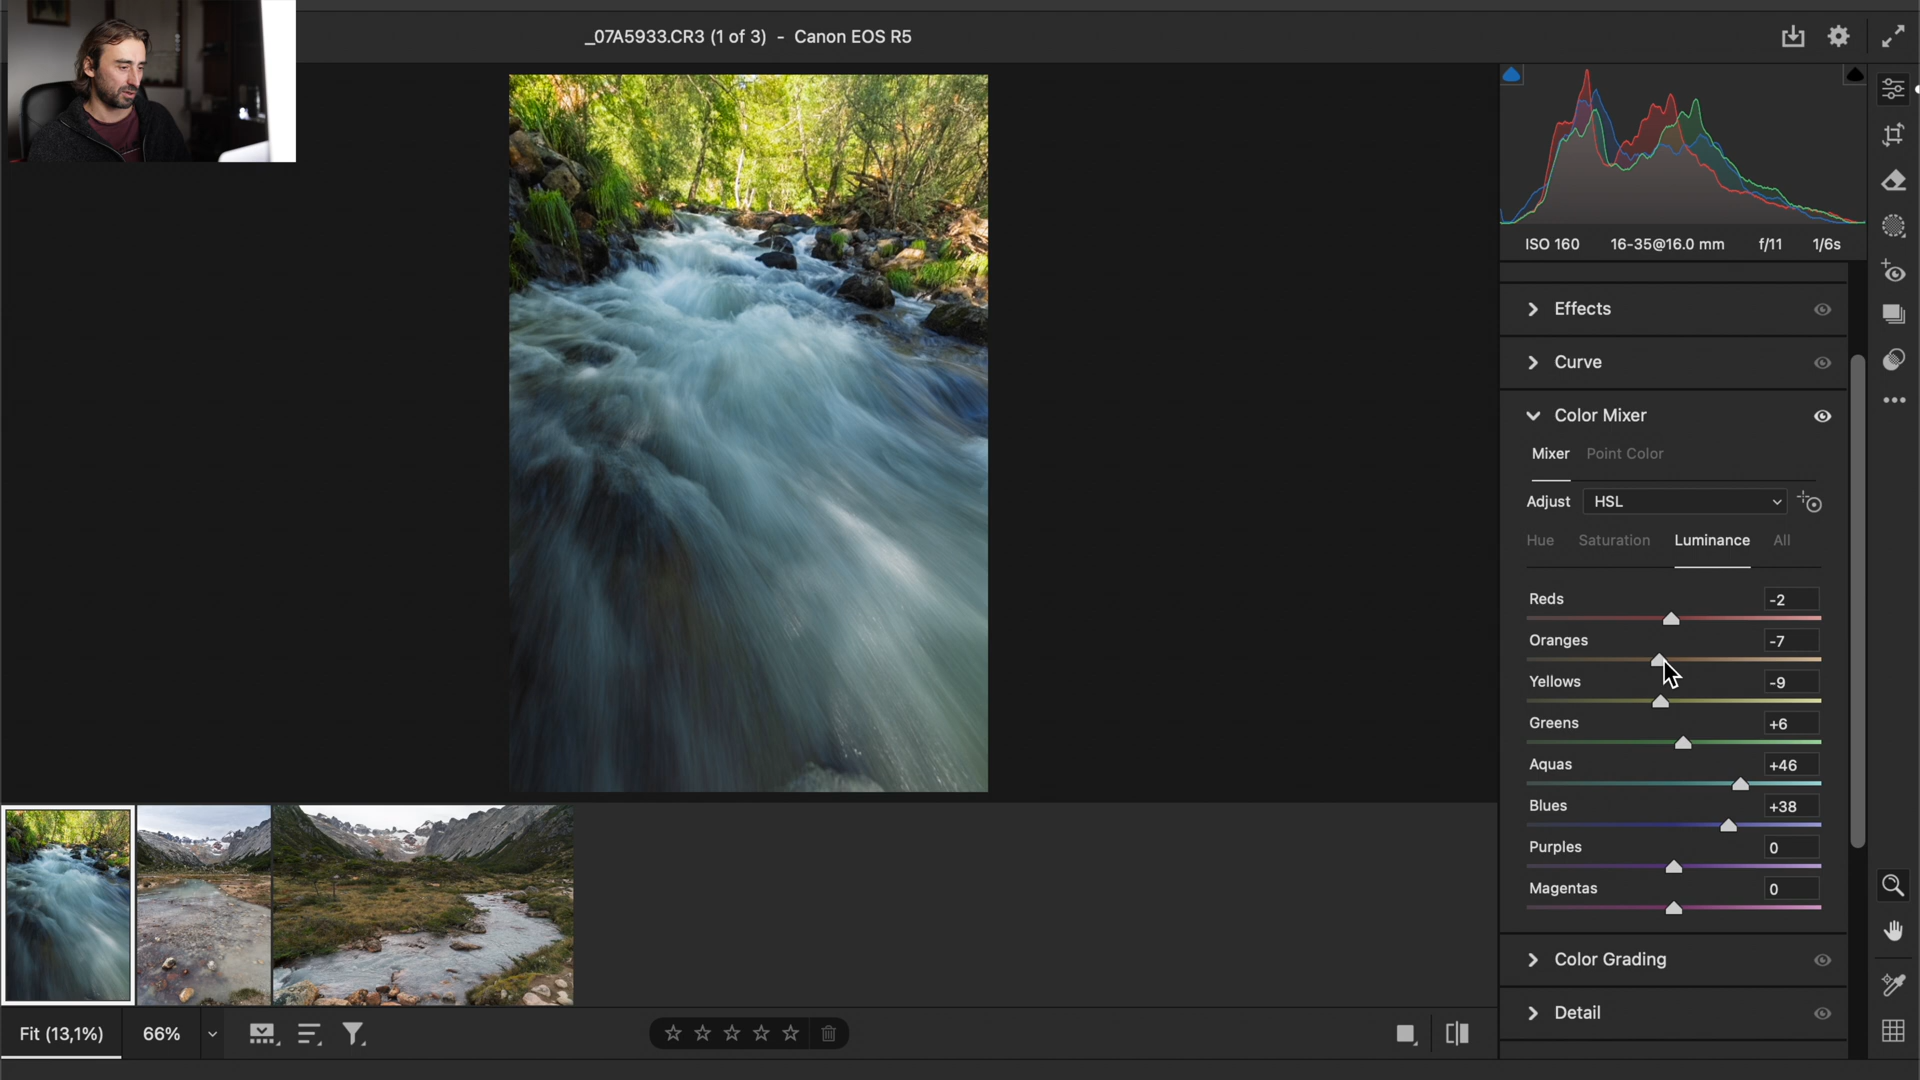 _07A5933.CR3 (1 of 3) - Canon EOS R5
ISO 160 16-35@16.0 mm f/11 1/6s
Effects
Curve
Color Mixer
Mixer Point Color
Adjust HSL
Hue Saturation Luminance All
Reds -2
Oranges -7
Yellows -9
Greens +6
Aquas +46
Blues +38
Purples 0
Magentas 0
Color Grading
Detail
Fit (13,1%) 66%